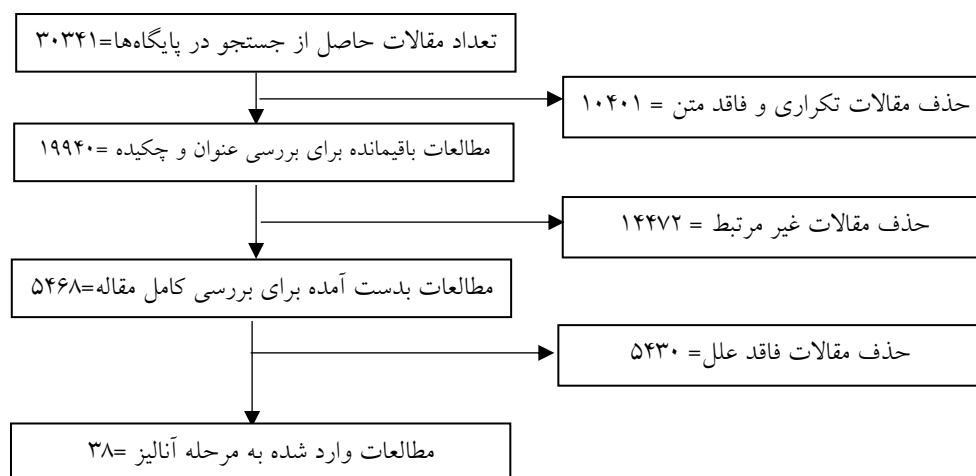 تعداد مقالات حاصل از جستجو در پایگاه‌ها=۳۰۳۴۱
حذف مقالات تکراری و فاقد متن = ۱۰۴۰۱
مطالعات باقیمانده برای بررسی عنوان و چکیده =۱۹۹۴۰
حذف مقالات غیر مرتبط = ۱۴۴۷۲
مطالعات بدست آمده برای بررسی کامل مقاله=۵۴۶۸
حذف مقالات فاقد علل= ۵۴۳۰
مطالعات وارد شده به مرحله آنالیز =۳۸